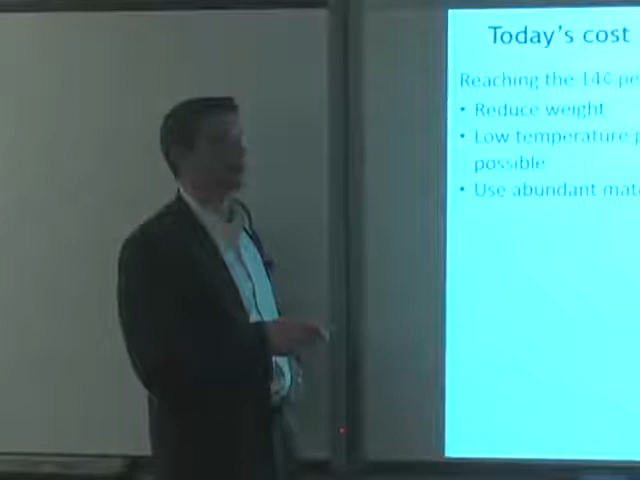 Today's cost
Reaching the 14¢ pe
• Reduce weight
• Low temperature p
possible
• Use abundant mat